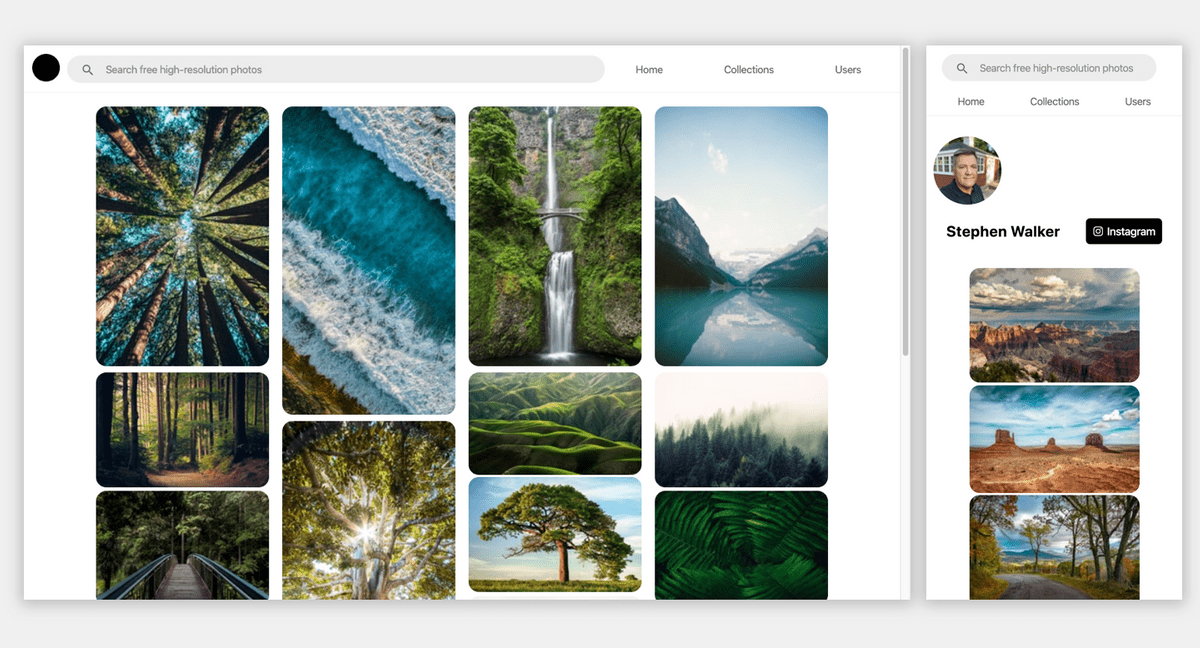 Search free high-resolution photos
Home Collections Users
Search free high-resolution photos
Home Collections Users
Stephen Walker
Instagram